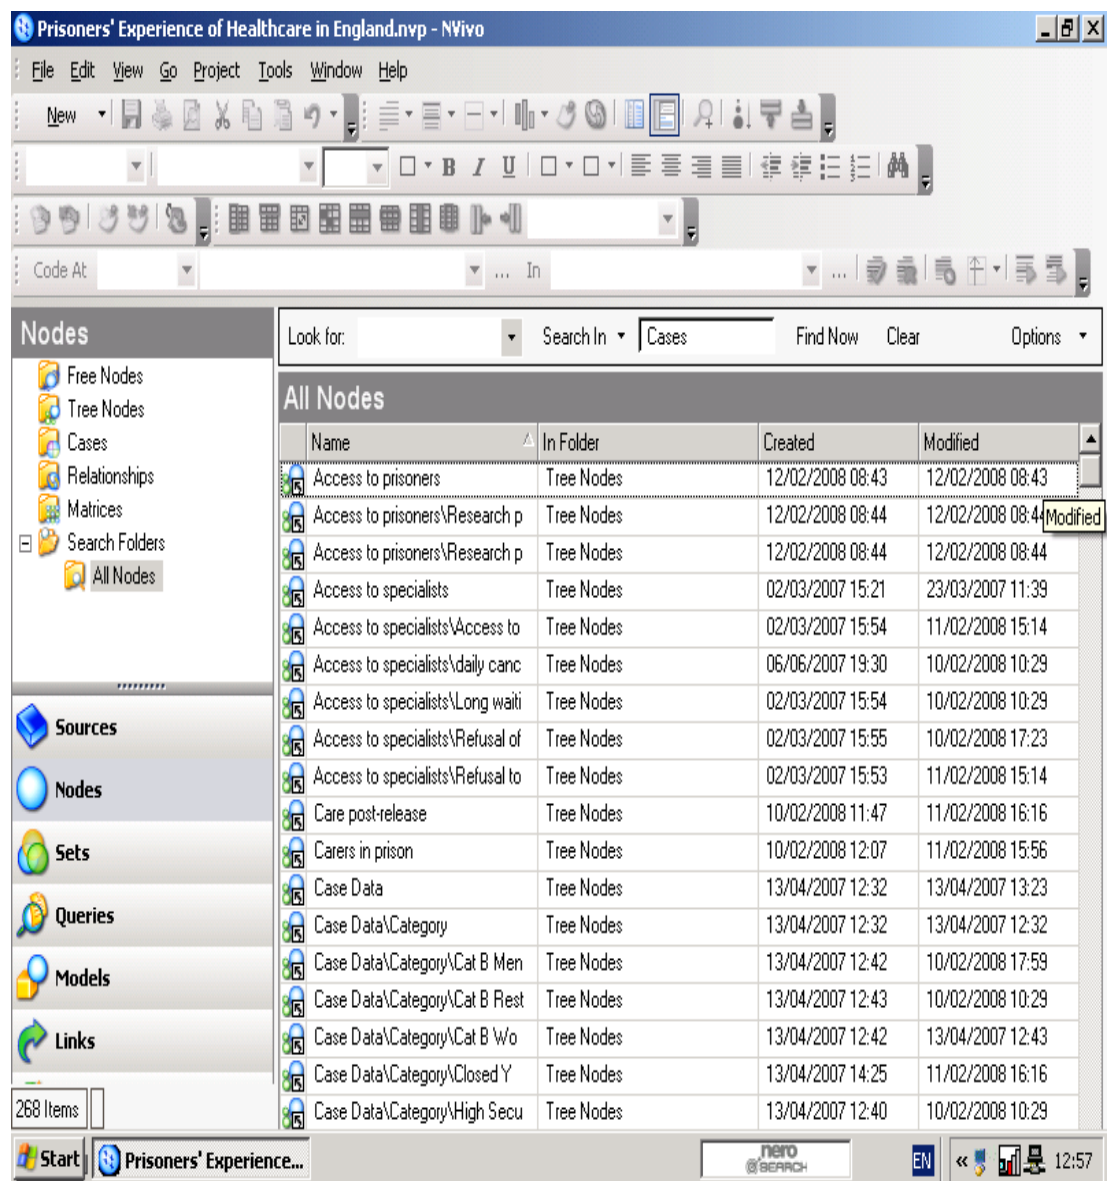 Prisoners' Experience of Healthcare in England.nvp - NVivo
File Edit View Go Project Tools Window Help
New
B I U
Code At ... In ...
Nodes
Free Nodes
Tree Nodes
Cases
Relationships
Matrices
Search Folders
All Nodes
Sources
Nodes
Sets
Queries
Models
Links
268 Items
Look for: Search In Cases Find Now Clear Options
All Nodes
Name In Folder Created Modified
Access to prisoners Tree Nodes 12/02/2008 08:43 12/02/2008 08:43
Access to prisoners\Research p Tree Nodes 12/02/2008 08:44 12/02/2008 08:44
Modified
Access to prisoners\Research p Tree Nodes 12/02/2008 08:44 12/02/2008 08:44
Access to specialists Tree Nodes 02/03/2007 15:21 23/03/2007 11:39
Access to specialists\Access to Tree Nodes 02/03/2007 15:54 11/02/2008 15:14
Access to specialists\daily canc Tree Nodes 06/06/2007 19:30 10/02/2008 10:29
Access to specialists\Long waiti Tree Nodes 02/03/2007 15:54 10/02/2008 10:29
Access to specialists\Refusal of Tree Nodes 02/03/2007 15:55 10/02/2008 17:23
Access to specialists\Refusal to Tree Nodes 02/03/2007 15:53 11/02/2008 15:14
Care post-release Tree Nodes 10/02/2008 11:47 11/02/2008 16:16
Carers in prison Tree Nodes 10/02/2008 12:07 11/02/2008 15:56
Case Data Tree Nodes 13/04/2007 12:32 13/04/2007 13:23
Case Data\Category Tree Nodes 13/04/2007 12:32 13/04/2007 12:32
Case Data\Category\Cat B Men Tree Nodes 13/04/2007 12:42 10/02/2008 17:59
Case Data\Category\Cat B Rest Tree Nodes 13/04/2007 12:43 10/02/2008 10:29
Case Data\Category\Cat B Wo Tree Nodes 13/04/2007 12:42 13/04/2007 12:43
Case Data\Category\Closed Y Tree Nodes 13/04/2007 14:25 11/02/2008 16:16
Case Data\Category\High Secu Tree Nodes 13/04/2007 12:40 10/02/2008 10:29
Start Prisoners' Experience... nero SEARCH EN « 12:57